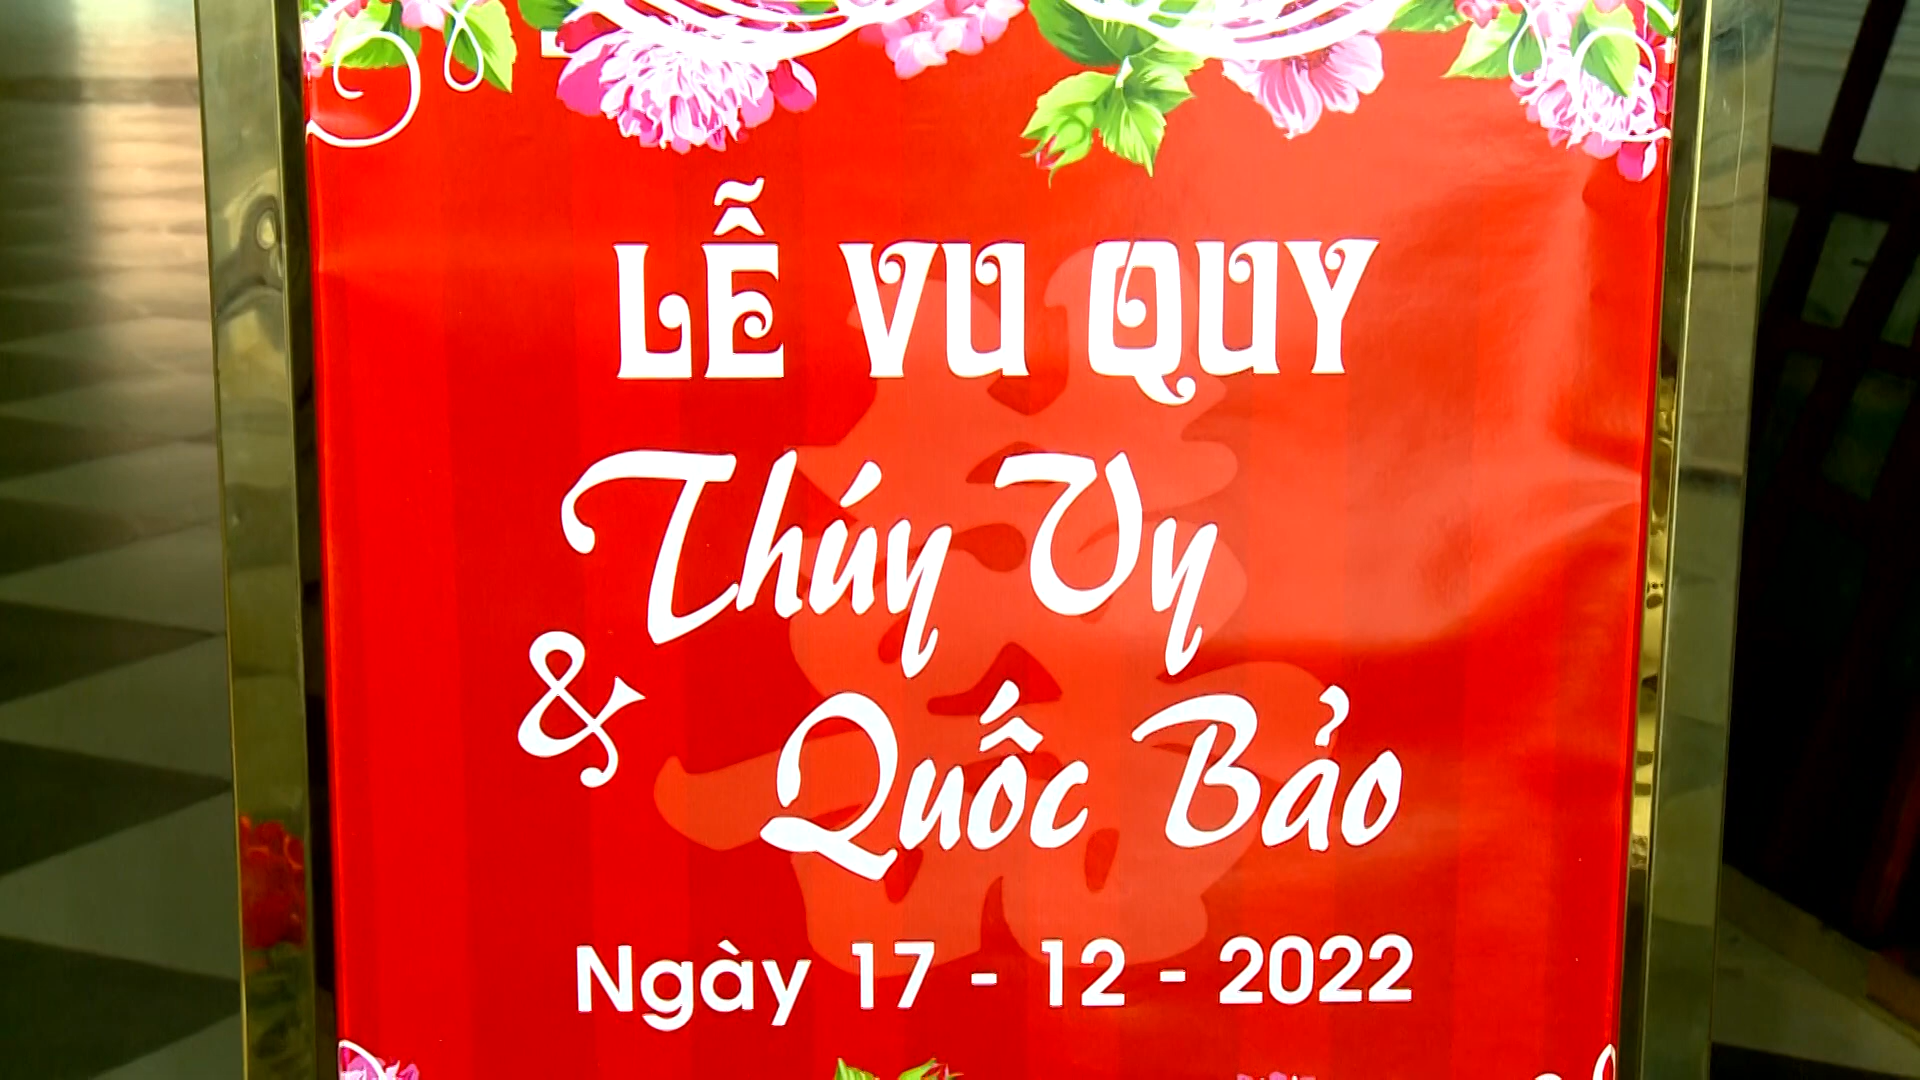 LỄ VU QUY
Thúy Vy
&
Quốc Bảo
Ngày 17 - 12 - 2022